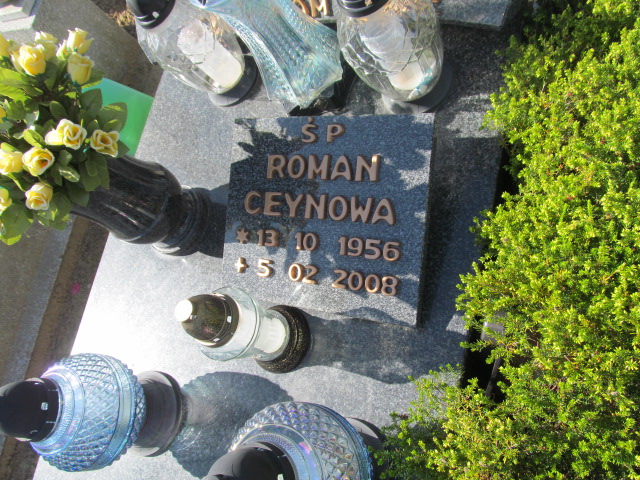 ŚP
ROMAN
CEYNOWA
* 13 10 1956
+ 5 02 2008